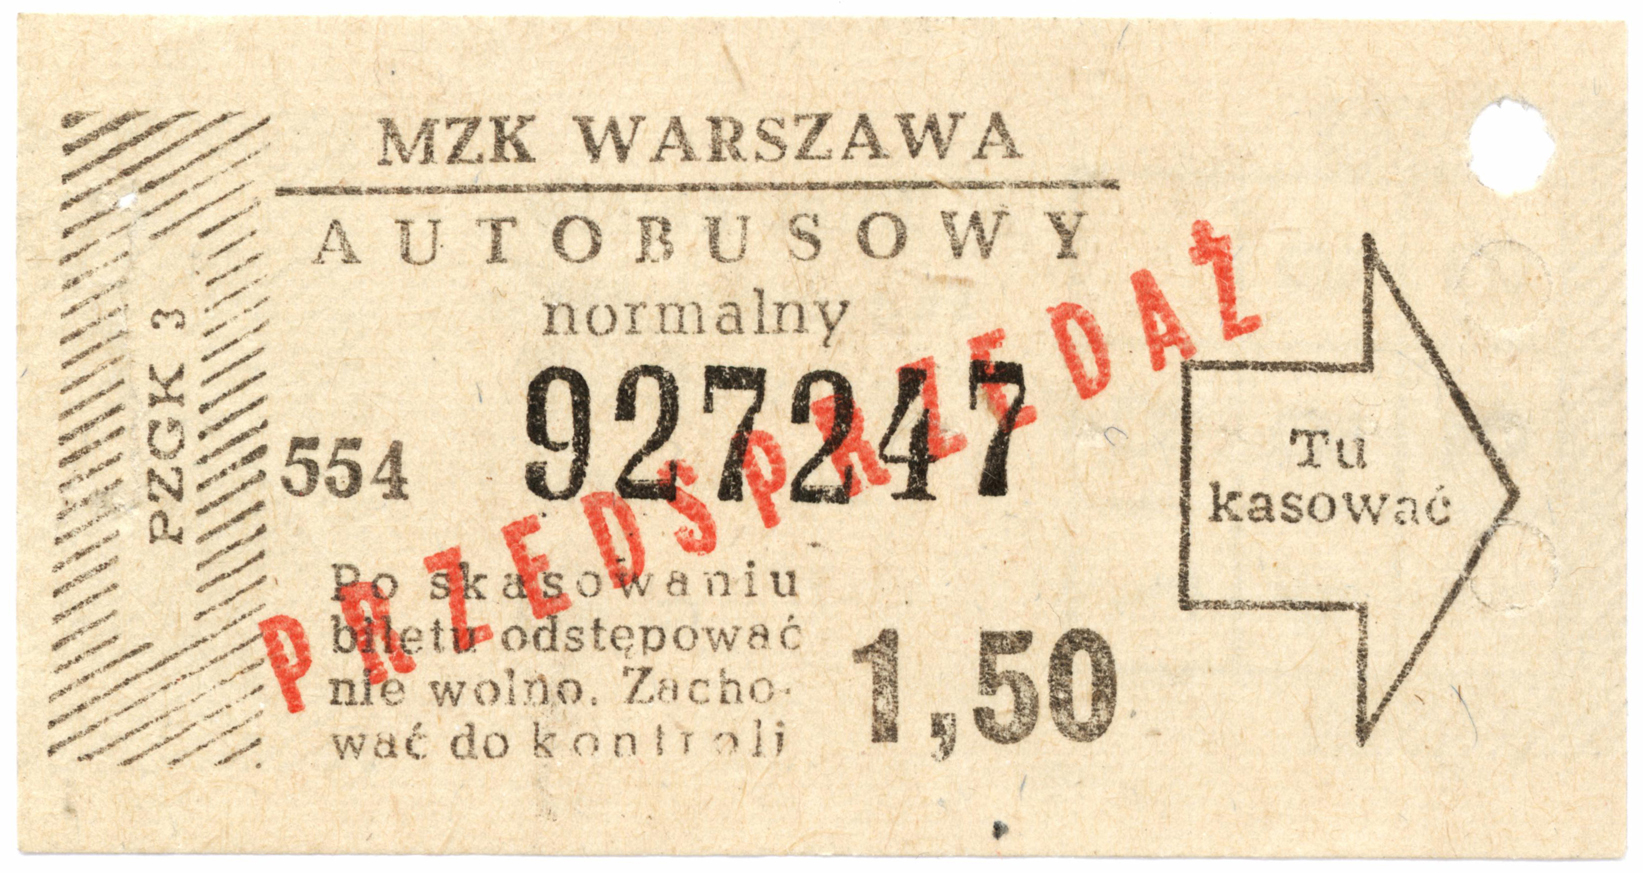 MZK WARSZAWA
AUTOBUSOWY
normalny
PZGK 3
554 927247
PRZEDSPRZEDAŻ
Po skasowaniu
biletu odstępować
nie wolno. Zacho-
wać do kontroli
1,50
Tu
kasować